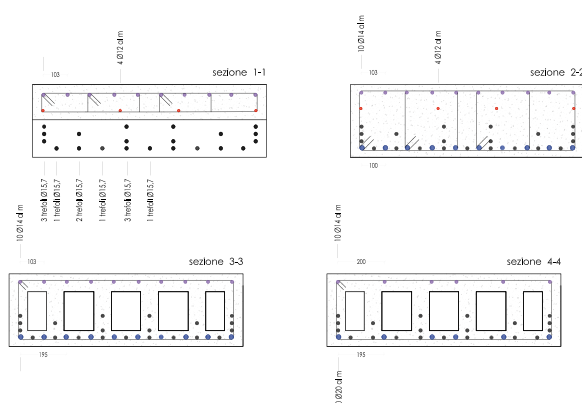 4 Ø12 al m
103
sezione 1-1
3 trefoli Ø15,7
1 trefoli Ø15,7
2 trefoli Ø15,7
1 trefoli Ø15,7
3 trefoli Ø15,7
1 trefoli Ø15,7
10 Ø14 al m
4 Ø12 al m
103
sezione 2-2
100
10 Ø14 al m
103
sezione 3-3
195
10 Ø14 al m
200
sezione 4-4
195
0 Ø20 al m